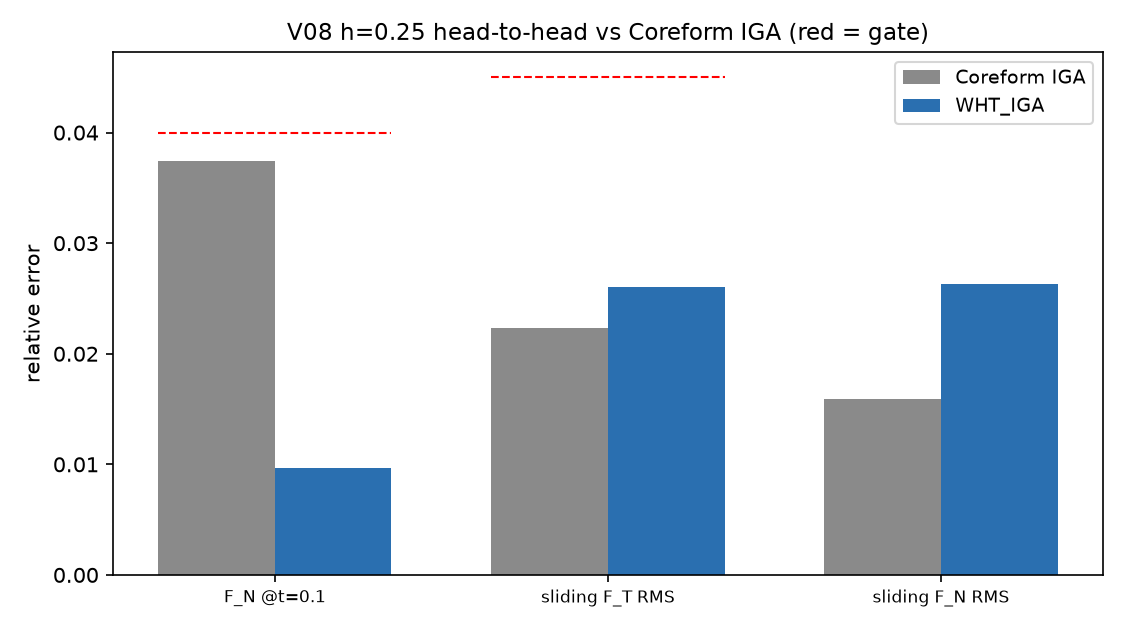 V08 h=0.25 head-to-head vs Coreform IGA (red = gate)
Coreform IGA
WHT_IGA
relative error
0.04
0.03
0.02
0.01
0.00
F_N @t=0.1
sliding F_T RMS
sliding F_N RMS